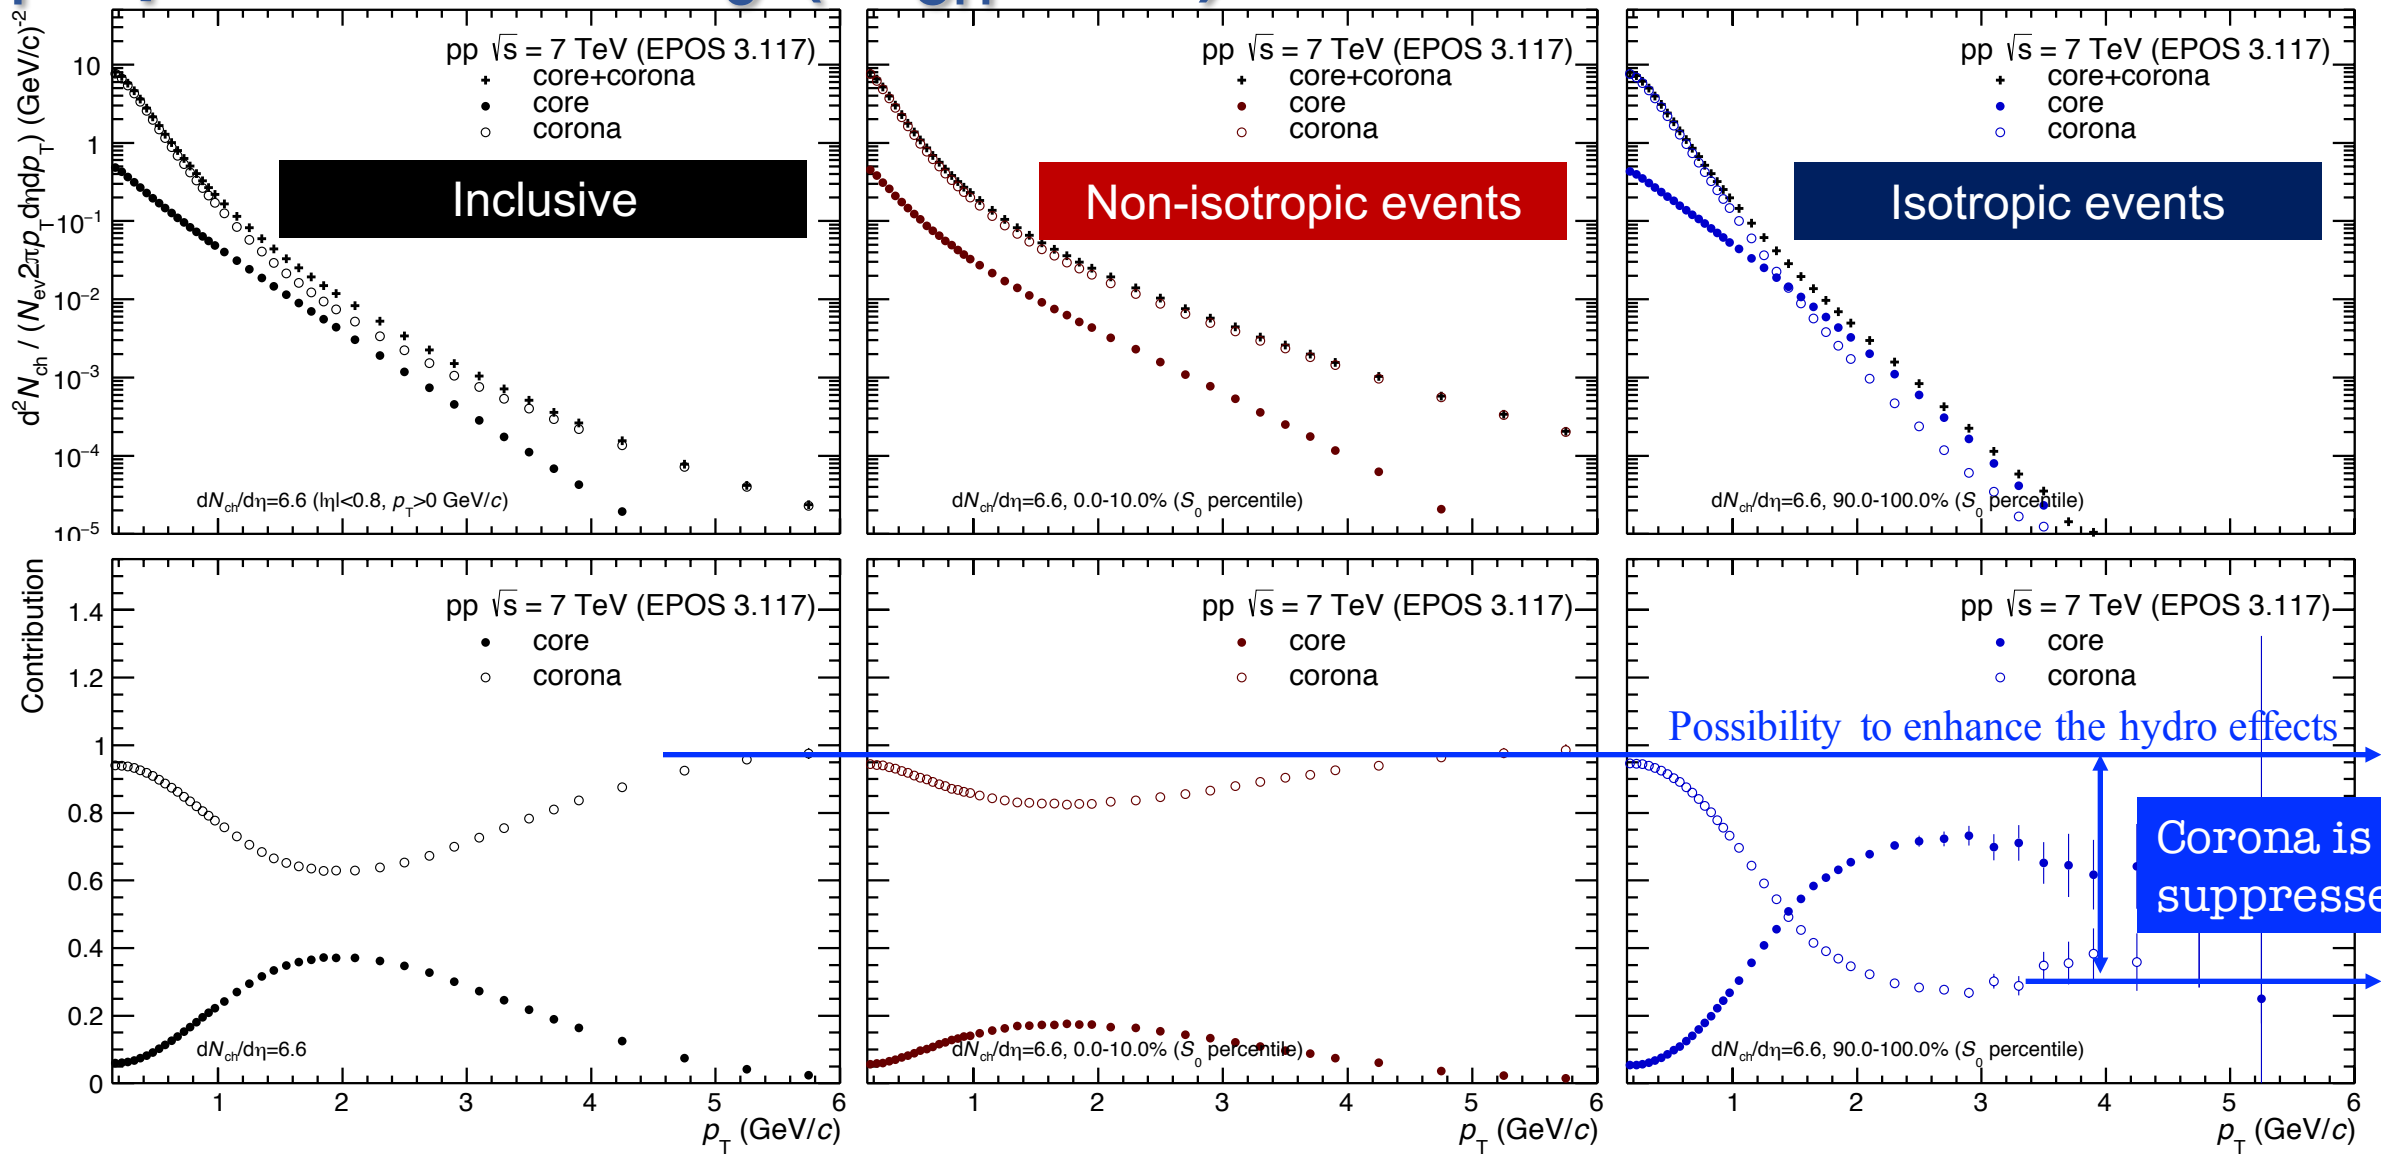 d²N_ch / (N_ev 2πp_T dηdp_T) (GeV/c)⁻²
10
1
10⁻¹
10⁻²
10⁻³
10⁻⁴
10⁻⁵
pp √s = 7 TeV (EPOS 3.117)
core+corona
core
corona
Inclusive
dN_ch/dη=6.6 (|η|<0.8, p_T>0 GeV/c)
pp √s = 7 TeV (EPOS 3.117)
core+corona
core
corona
Non-isotropic events
dN_ch/dη=6.6, 0.0-10.0% (S_0 percentile)
pp √s = 7 TeV (EPOS 3.117)
core+corona
core
corona
Isotropic events
dN_ch/dη=6.6, 90.0-100.0% (S_0 percentile)
Contribution
1.4
1.2
1
0.8
0.6
0.4
0.2
0
pp √s = 7 TeV (EPOS 3.117)
core
corona
dN_ch/dη=6.6
1 2 3 4 5 6
p_T (GeV/c)
pp √s = 7 TeV (EPOS 3.117)
core
corona
dN_ch/dη=6.6, 0.0-10.0% (S_0 percentile)
1 2 3 4 5 6
p_T (GeV/c)
pp √s = 7 TeV (EPOS 3.117)
core
corona
Possibility to enhance the hydro effects
Corona is
suppresse
dN_ch/dη=6.6, 90.0-100.0% (S_0 percentile)
1 2 3 4 5 6
p_T (GeV/c)